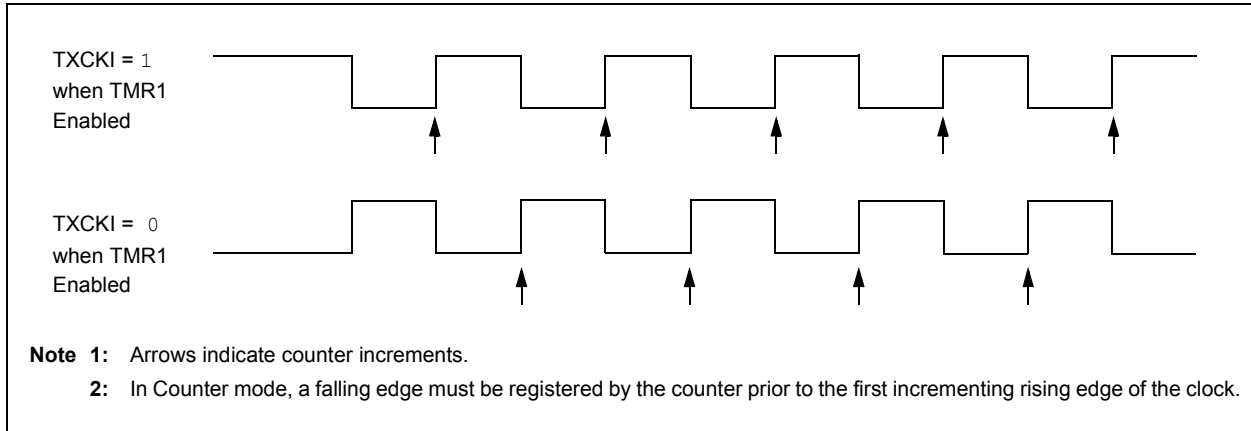 TXCKI = 1
when TMR1
Enabled
TXCKI = 0
when TMR1
Enabled
Note 1: Arrows indicate counter increments.
2: In Counter mode, a falling edge must be registered by the counter prior to the first incrementing rising edge of the clock.